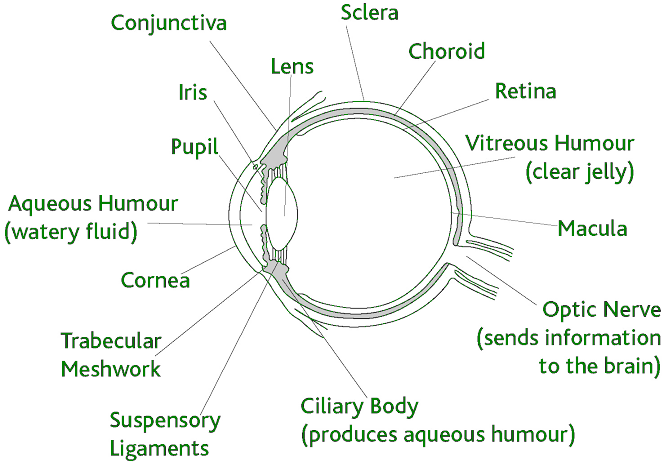 Sclera
Conjunctiva
Choroid
Lens
Iris
Retina
Pupil
Vitreous Humour
(clear jelly)
Aqueous Humour
(watery fluid)
Macula
Cornea
Optic Nerve
(sends information
to the brain)
Trabecular
Meshwork
Ciliary Body
(produces aqueous humour)
Suspensory
Ligaments